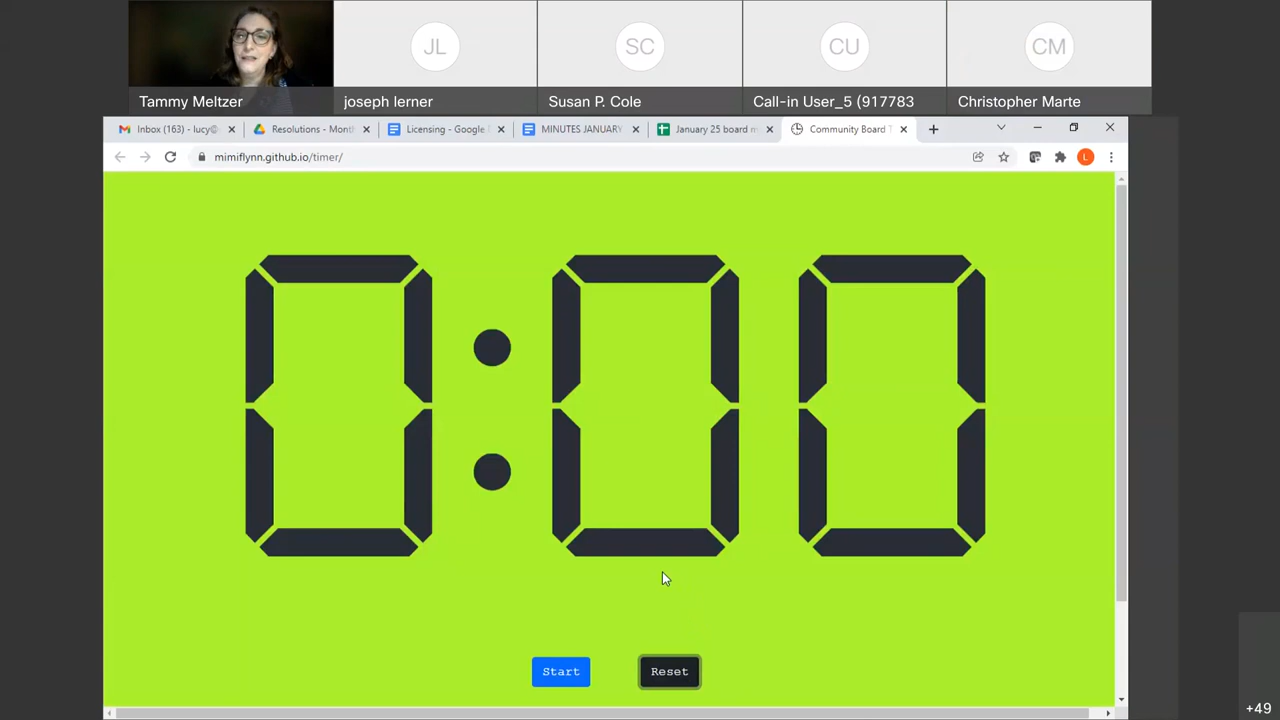 JL
SC
CU
CM
Tammy Meltzer
joseph lerner
Susan P. Cole
Call-in User_5 (917783
Christopher Marte
Inbox (163) - lucy@
Resolutions - Mont
Licensing - Google
MINUTES JANUARY
January 25 board m
Community Board T
mimiflynn.github.io/timer/
L
0:00
Start
Reset
+49